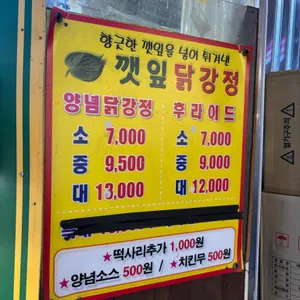 향긋한 깻잎을 넣어 튀겨낸
깻잎닭강정
양념닭강정 후라이드
소 7,000 소 7,000
중 9,500 중 9,000
대 13,000 대 12,000
★떡사리추가 1,000원
★양념소스 500원 / ★치킨무 500원